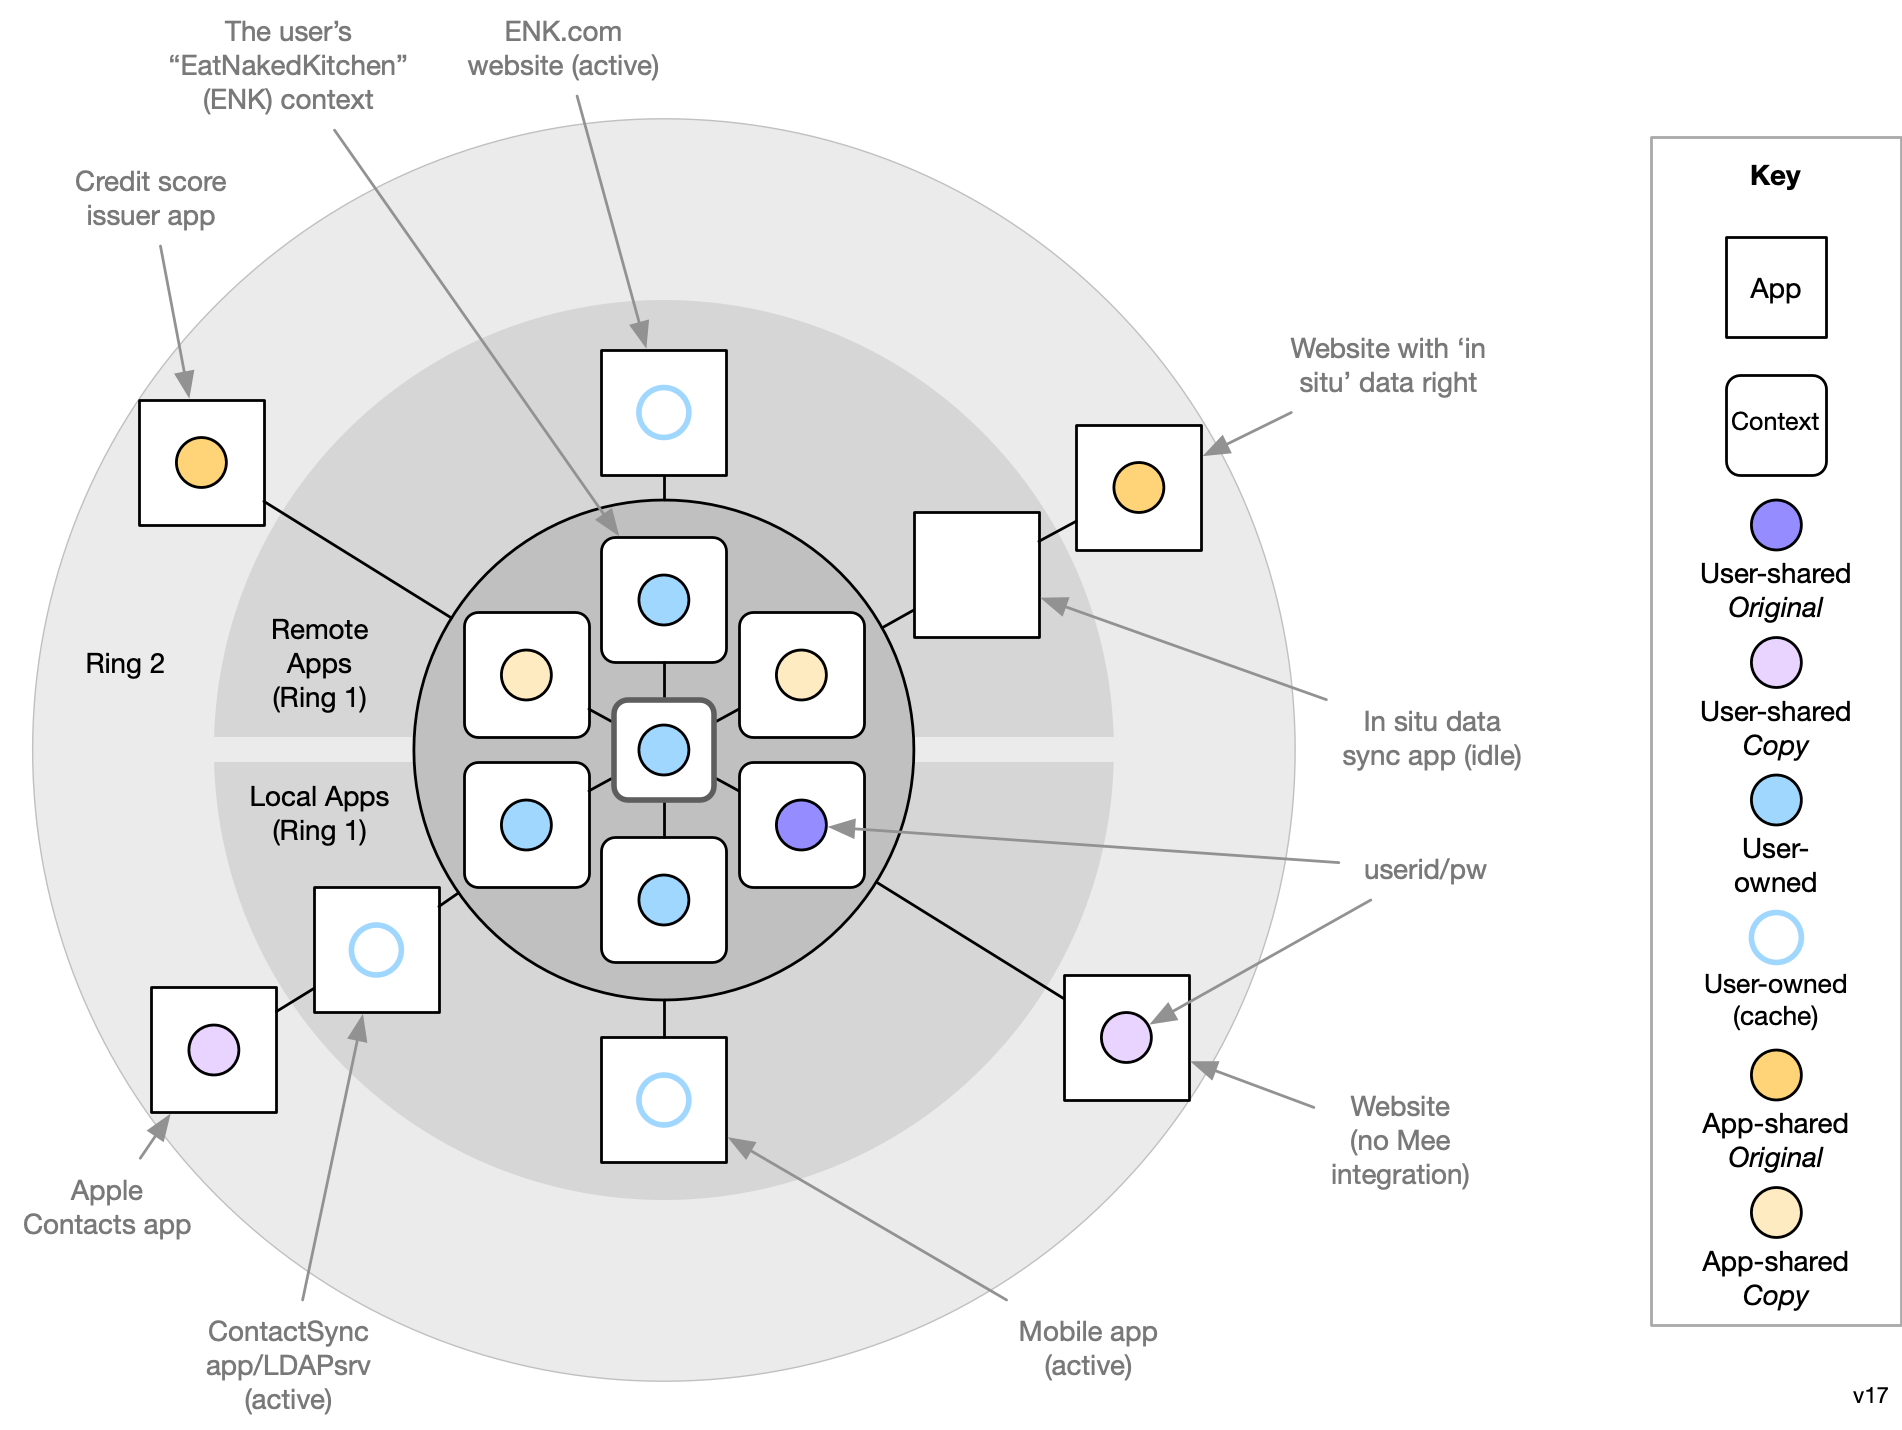 The user’s
“EatNakedKitchen”
(ENK) context
ENK.com
website (active)
Credit score
issuer app
Website with ‘in
situ’ data right
Remote
Apps
(Ring 1)
Ring 2
In situ data
sync app (idle)
Local Apps
(Ring 1)
userid/pw
Website
(no Mee
integration)
Apple
Contacts app
ContactSync
app/LDAPsrv
(active)
Mobile app
(active)
Key
App
Context
User-shared
Original
User-shared
Copy
User-
owned
User-owned
(cache)
App-shared
Original
App-shared
Copy
v17